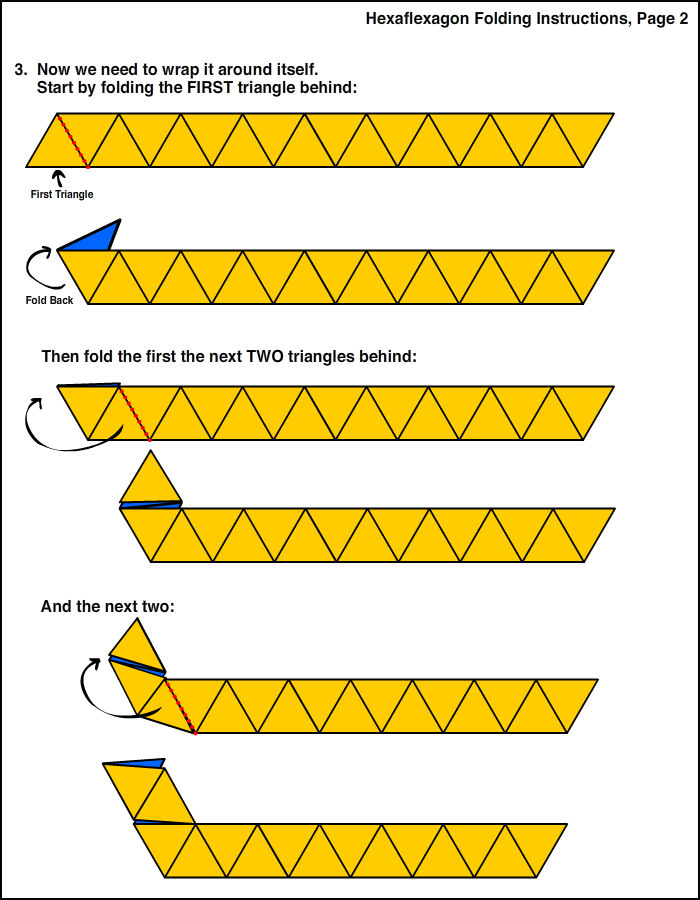 Hexaflexagon Folding Instructions, Page 2
3. Now we need to wrap it around itself.
Start by folding the FIRST triangle behind:
First Triangle
Fold Back
Then fold the first the next TWO triangles behind:
And the next two: